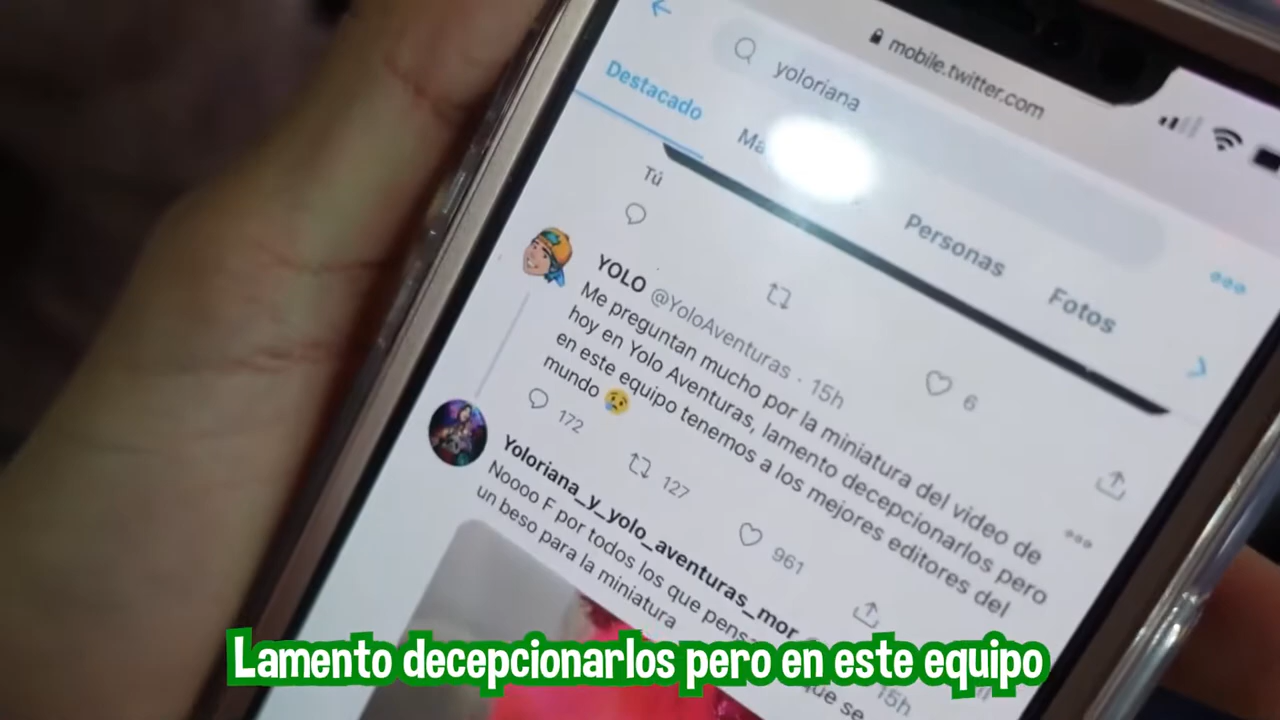 mobile.twitter.com
yoloriana
Destacado
Personas
Fotos
Tú
6
YOLO @YoloAventuras · 15h
Me preguntan mucho por la miniatura del video de
hoy en Yolo Aventuras, lamento decepcionarlos pero
en este equipo tenemos a los mejores editores del
mundo 😢
172
127
961
Yoloriana_y_yolo_aventuras_mor
15h
Noooo F por todos los que
un beso para la miniatura
Lamento decepcionarlos pero en este equipo